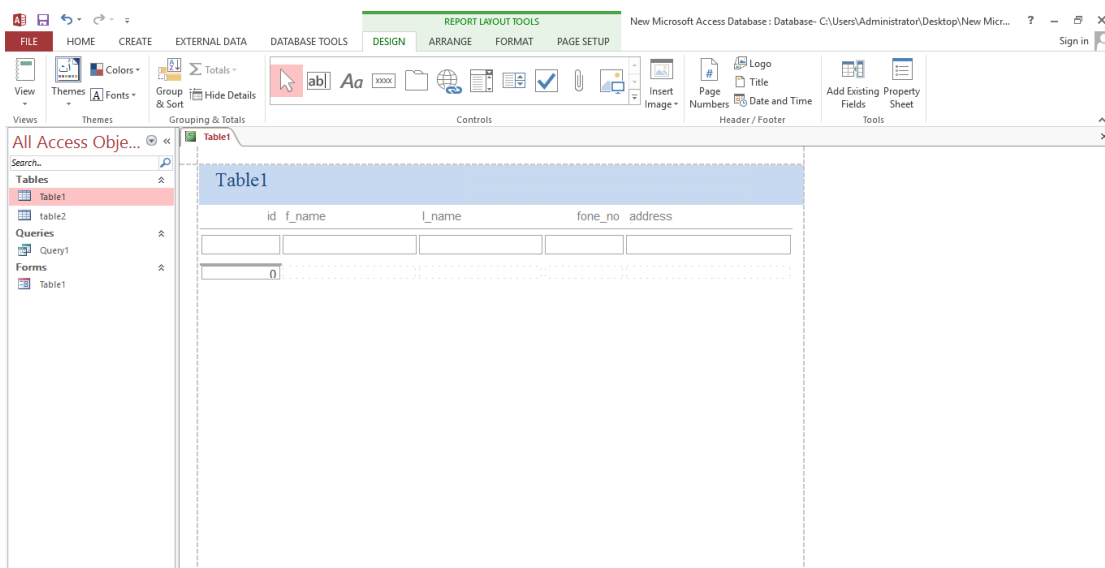 REPORT LAYOUT TOOLS New Microsoft Access Database : Database- C:\Users\Administrator\Desktop\New Micr... ?
FILE HOME CREATE EXTERNAL DATA DATABASE TOOLS DESIGN ARRANGE FORMAT PAGE SETUP Sign in
View
Themes
Colors
Fonts
Group & Sort
Totals
Hide Details
ab
Aa
XXXX
Insert Image
Page Numbers
Logo
Title
Date and Time
Add Existing Fields
Property Sheet
Views Themes Grouping & Totals Controls Header / Footer Tools
All Access Obje...
Search...
Tables
Table1
table2
Queries
Query1
Forms
Table1
Table1
Table1
id f_name l_name fone_no address
0